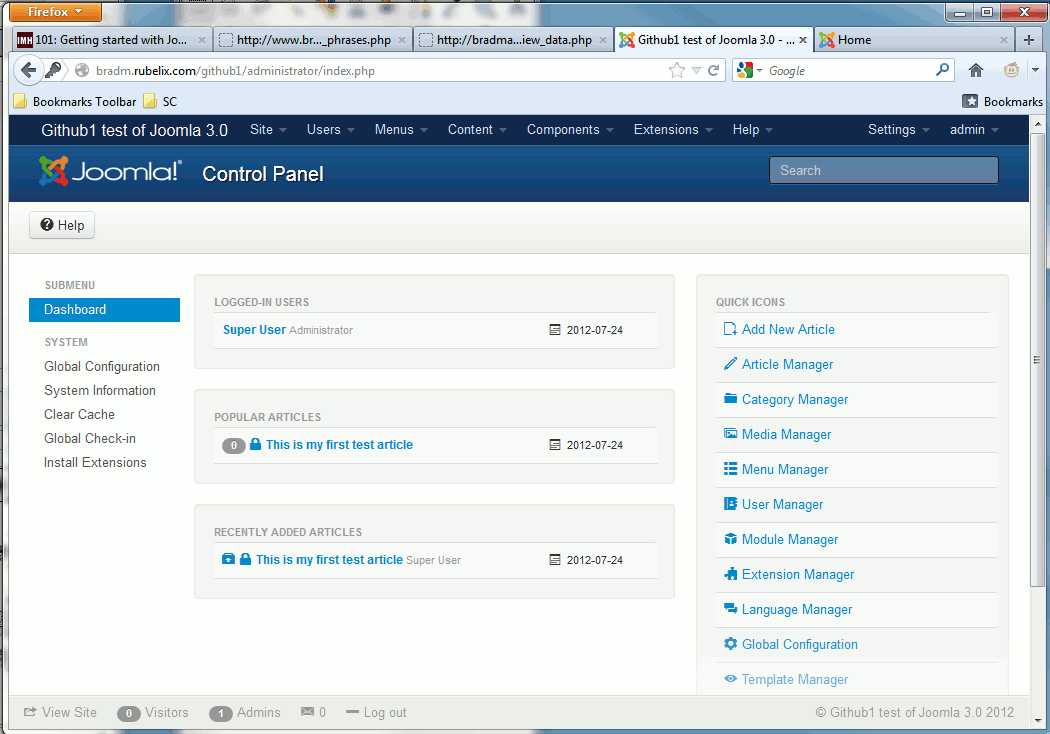 Firefox
101: Getting started with Jo...
http://www.br..._phrases.php
http://bradma...iew_data.php
Github1 test of Joomla 3.0 - ...
Home
bradm.rubelix.com/github1/administrator/index.php
Google
Bookmarks Toolbar
SC
Bookmarks
Github1 test of Joomla 3.0
Site
Users
Menus
Content
Components
Extensions
Help
Settings
admin
Joomla!
Control Panel
Search
Help
SUBMENU
Dashboard
SYSTEM
Global Configuration
System Information
Clear Cache
Global Check-in
Install Extensions
LOGGED-IN USERS
Super User Administrator 2012-07-24
POPULAR ARTICLES
0 This is my first test article 2012-07-24
RECENTLY ADDED ARTICLES
This is my first test article Super User 2012-07-24
QUICK ICONS
Add New Article
Article Manager
Category Manager
Media Manager
Menu Manager
User Manager
Module Manager
Extension Manager
Language Manager
Global Configuration
Template Manager
View Site
0 Visitors
1 Admins
0
Log out
© Github1 test of Joomla 3.0 2012